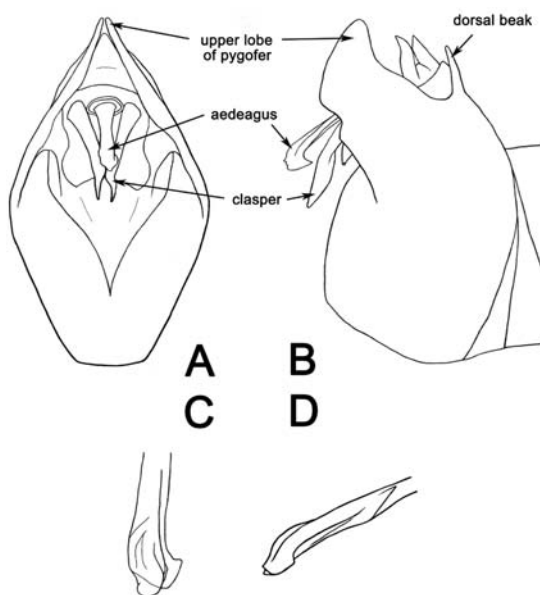 dorsal beak
upper lobe
of pygofer
aedeagus
clasper
A B
C D